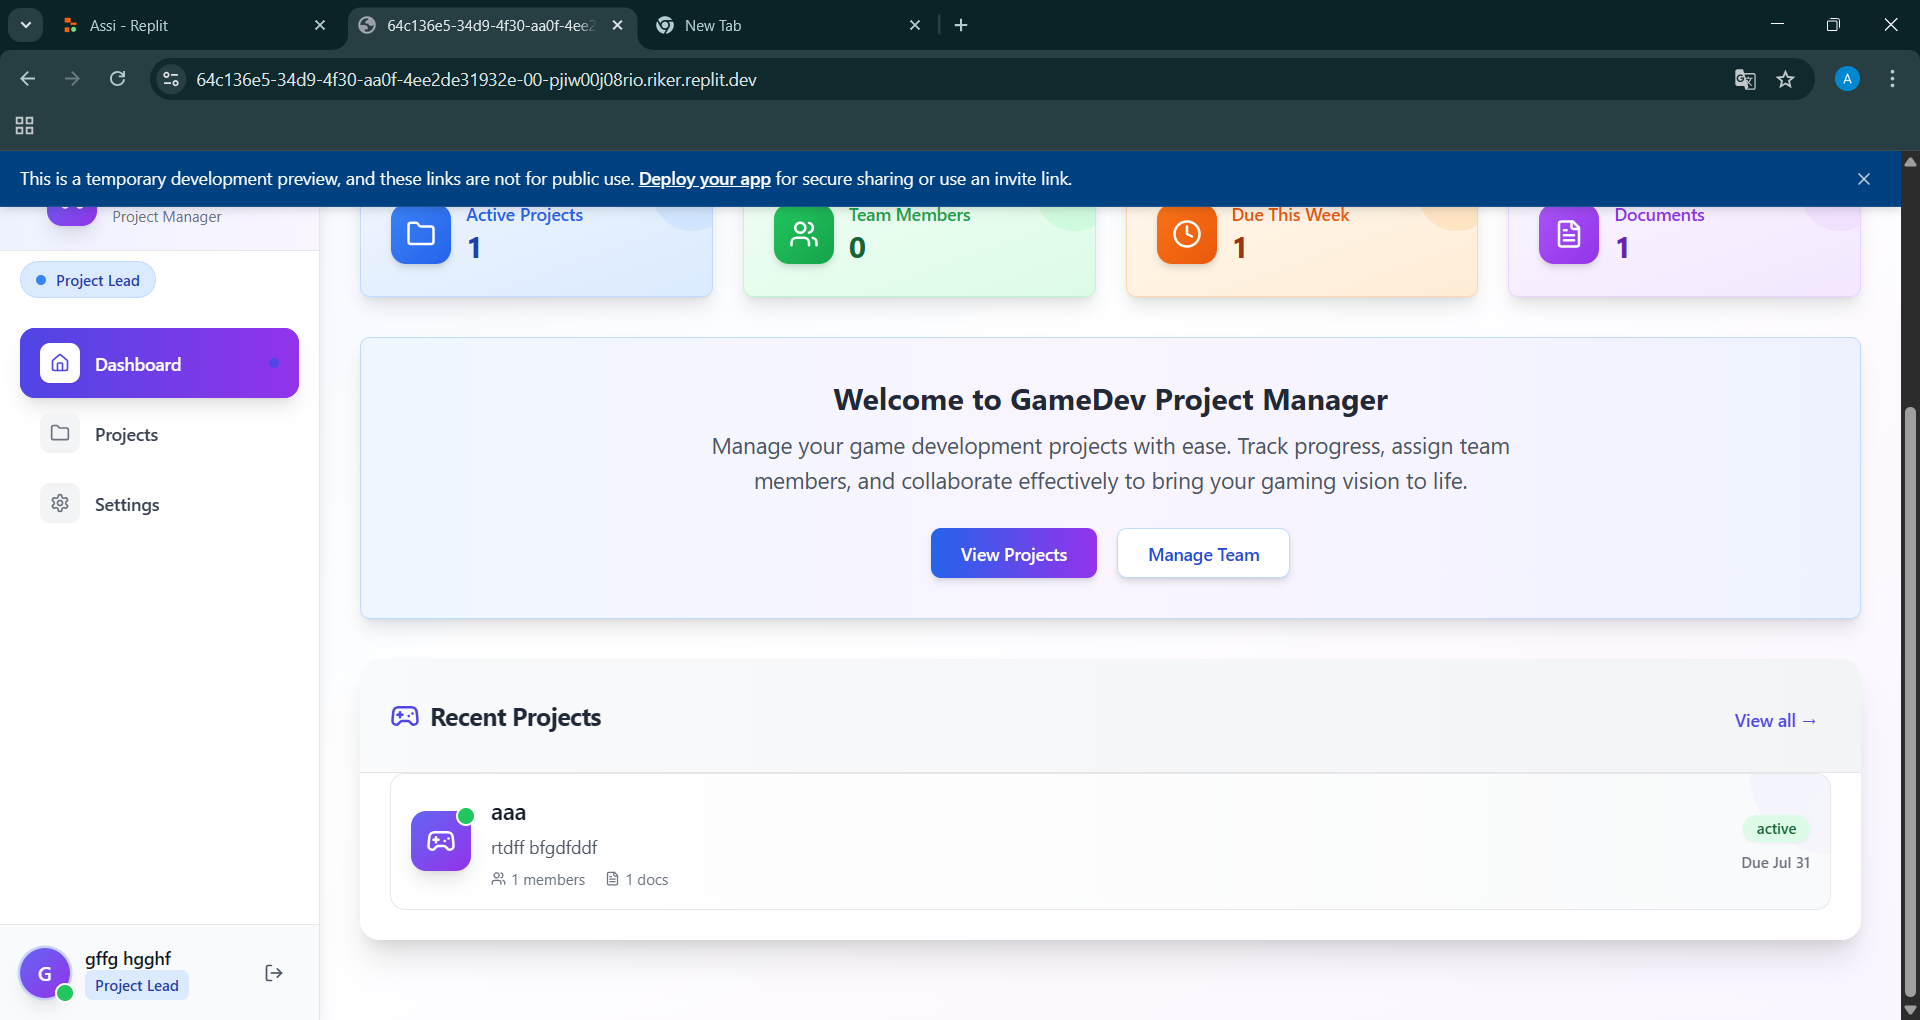 Assi - Replit
64c136e5-34d9-4f30-aa0f-4ee2
New Tab
64c136e5-34d9-4f30-aa0f-4ee2de31932e-00-pjiw00j08rio.riker.replit.dev
A
This is a temporary development preview, and these links are not for public use. Deploy your app for secure sharing or use an invite link.
Project Manager
Project Lead
Dashboard
Projects
Settings
gffg hgghf
G
Project Lead
Active Projects
1
Team Members
0
Due This Week
1
Documents
1
Welcome to GameDev Project Manager
Manage your game development projects with ease. Track progress, assign team
members, and collaborate effectively to bring your gaming vision to life.
View Projects
Manage Team
Recent Projects
View all →
aaa
rtdff bfgdfddf
1 members
1 docs
active
Due Jul 31